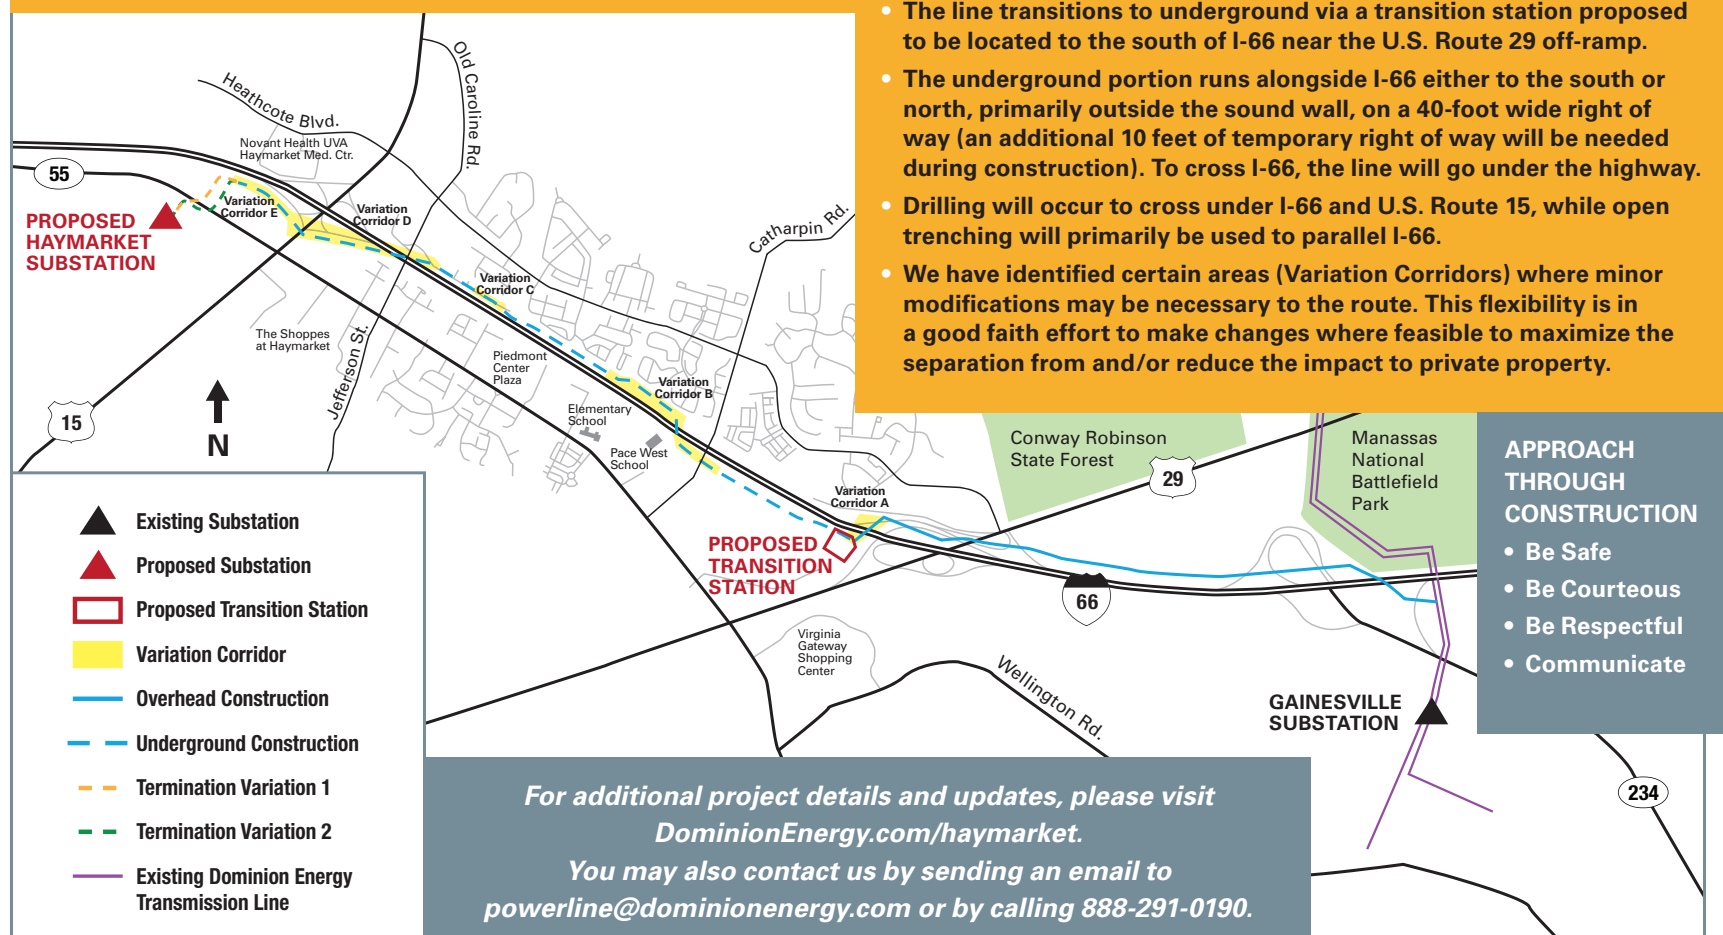 • The line transitions to underground via a transition station proposed
to be located to the south of I-66 near the U.S. Route 29 off-ramp.
• The underground portion runs alongside I-66 either to the south or
north, primarily outside the sound wall, on a 40-foot wide right of
way (an additional 10 feet of temporary right of way will be needed
during construction). To cross I-66, the line will go under the highway.
• Drilling will occur to cross under I-66 and U.S. Route 15, while open
trenching will primarily be used to parallel I-66.
• We have identified certain areas (Variation Corridors) where minor
modifications may be necessary to the route. This flexibility is in
a good faith effort to make changes where feasible to maximize the
separation from and/or reduce the impact to private property.
Heathcote Blvd.
Old Caroline Rd.
Novant Health UVA
Haymarket Med. Ctr.
55
PROPOSED
HAYMARKET
SUBSTATION
Variation
Corridor E
Variation
Corridor D
Catharpin Rd.
Variation
Corridor C
The Shoppes
at Haymarket
Jefferson St.
Piedmont
Center
Plaza
Variation
Corridor B
15
N
Elementary
School
Pace West
School
Conway Robinson
State Forest
29
Manassas
National
Battlefield
Park
Variation
Corridor A
PROPOSED
TRANSITION
STATION
66
Virginia
Gateway
Shopping
Center
Wellington Rd.
GAINESVILLE
SUBSTATION
234
APPROACH
THROUGH
CONSTRUCTION
• Be Safe
• Be Courteous
• Be Respectful
• Communicate
Existing Substation
Proposed Substation
Proposed Transition Station
Variation Corridor
Overhead Construction
Underground Construction
Termination Variation 1
Termination Variation 2
Existing Dominion Energy
Transmission Line
For additional project details and updates, please visit
DominionEnergy.com/haymarket.
You may also contact us by sending an email to
powerline@dominionenergy.com or by calling 888-291-0190.